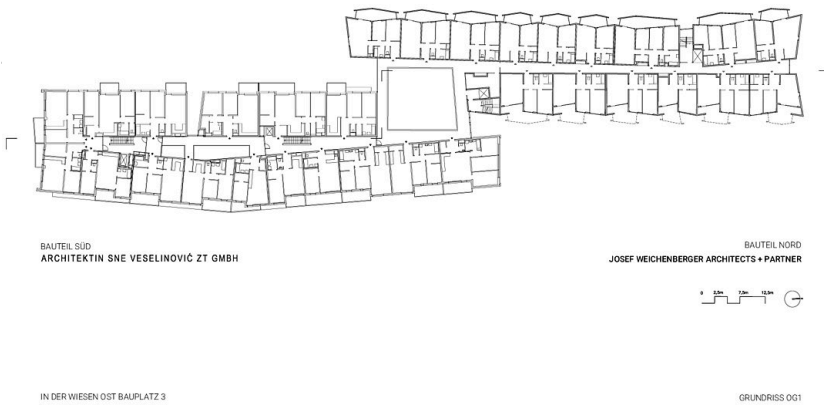 BAUTEIL SÜD
ARCHITEKTIN SNE VESELINOVIĆ ZT GMBH
BAUTEIL NORD
JOSEF WEICHENBERGER ARCHITECTS + PARTNER
0 2,5m 7,5m 12,5m
IN DER WIESEN OST BAUPLATZ 3
GRUNDRISS OG1